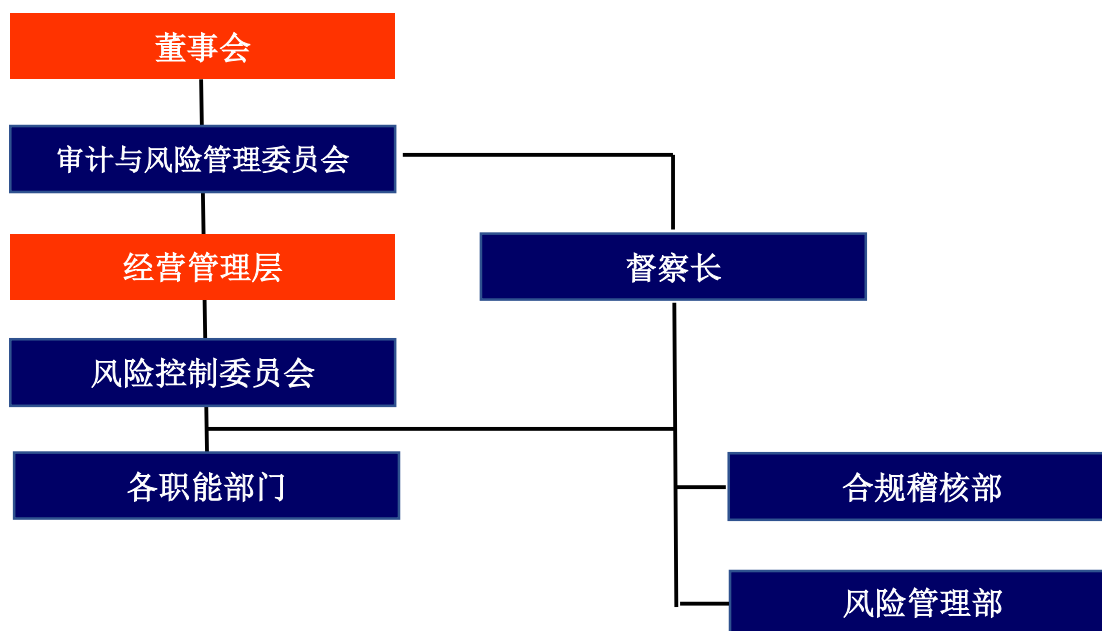 董事会
审计与风险管理委员会
经营管理层
督察长
风险控制委员会
各职能部门
合规稽核部
风险管理部